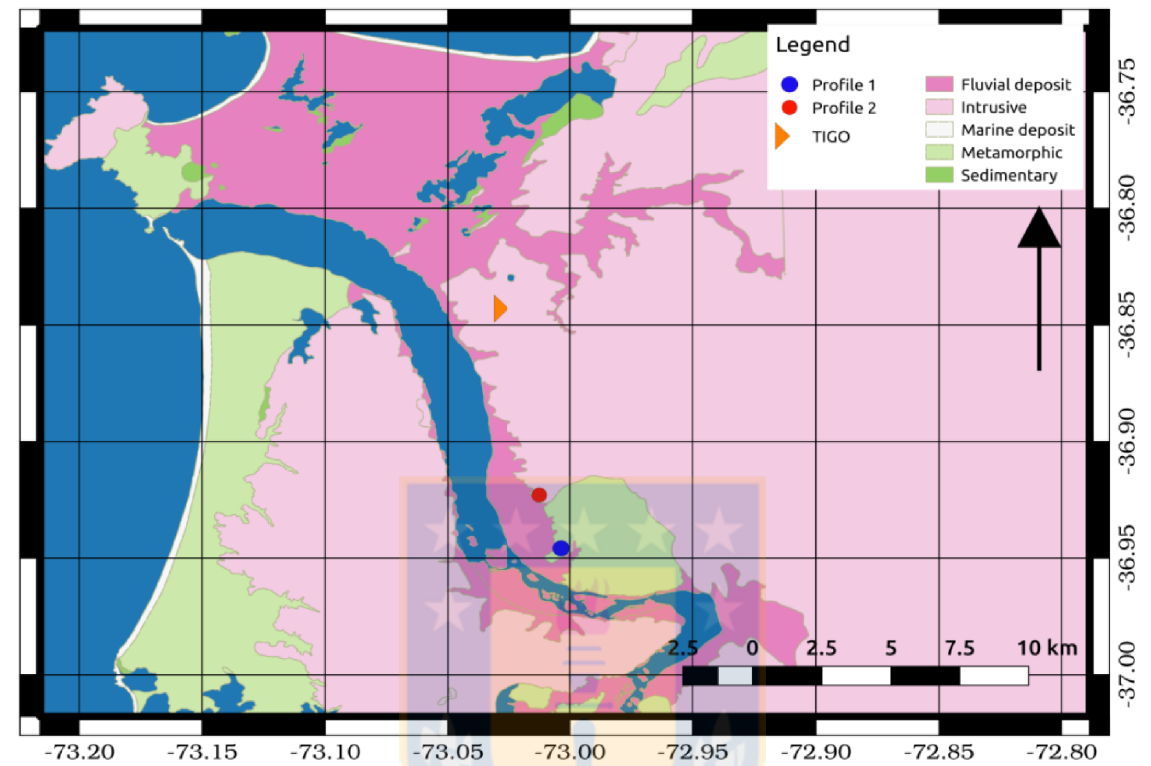 Legend
Profile 1
Profile 2
TIGO
Fluvial deposit
Intrusive
Marine deposit
Metamorphic
Sedimentary
-36.75
-36.80
-36.85
-36.90
-36.95
-37.00
2.5 0 2.5 5 7.5 10 km
-73.20 -73.15 -73.10 -73.05 -73.00 -72.95 -72.90 -72.85 -72.80